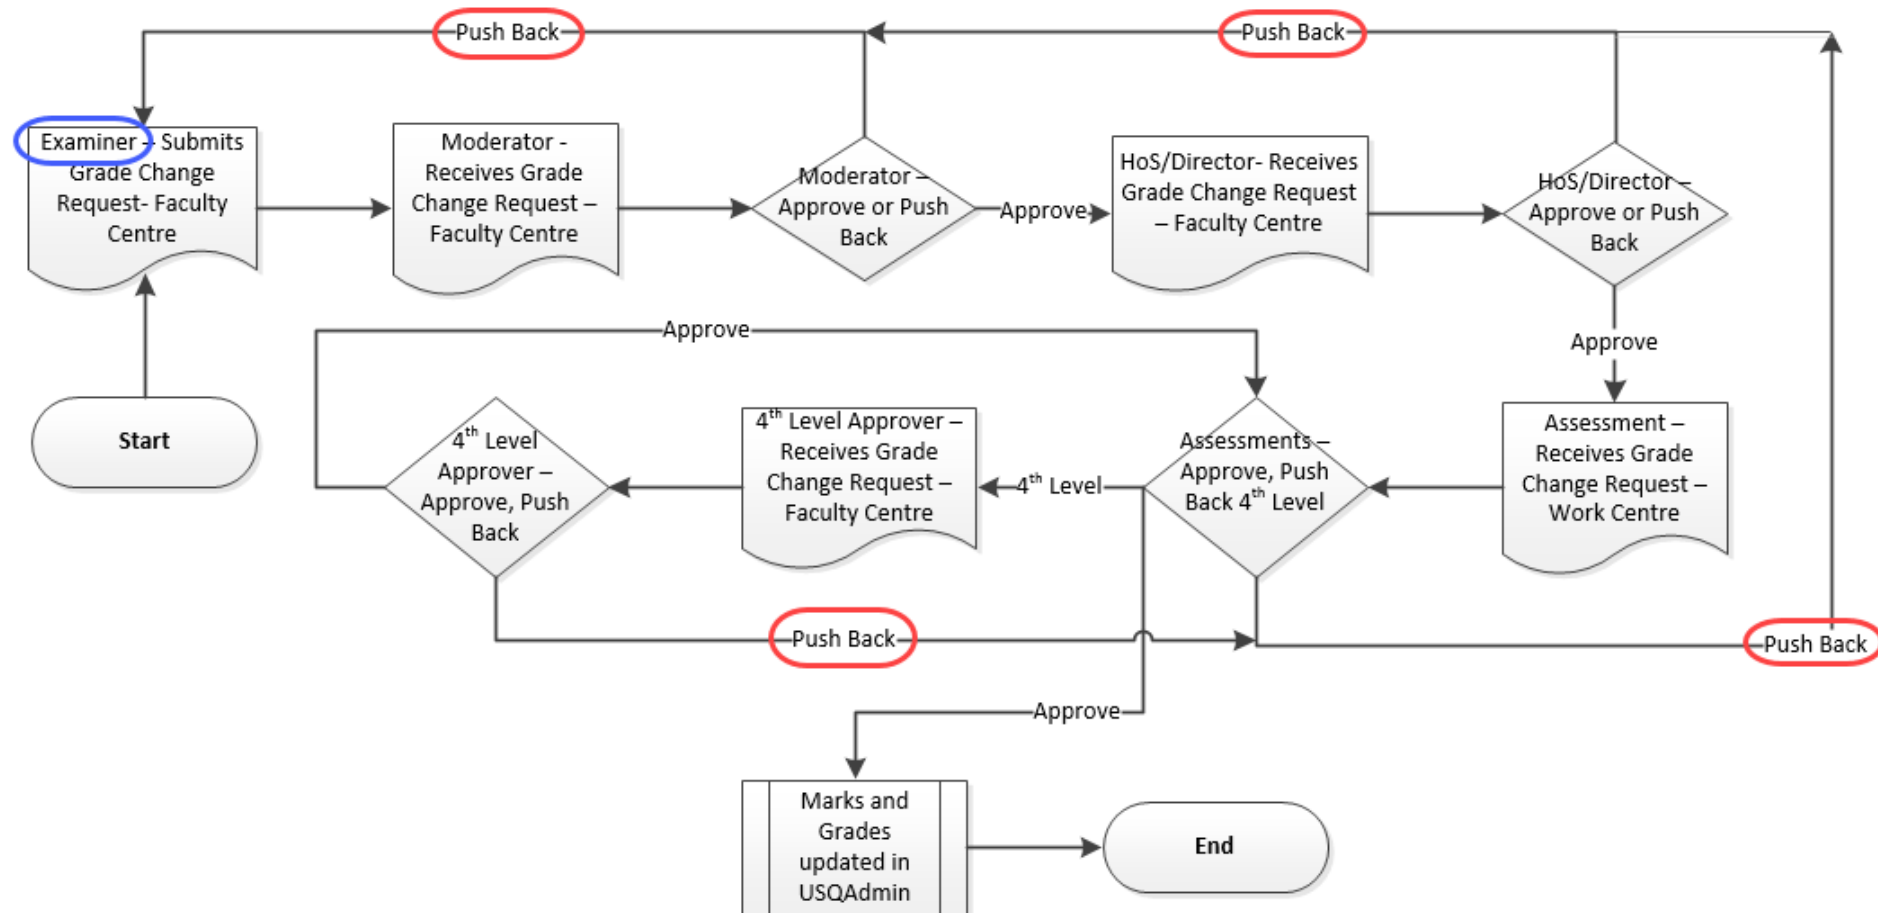 Push Back
Push Back
Examiner – Submits
Grade Change
Request- Faculty
Centre
Moderator -
Receives Grade
Change Request –
Faculty Centre
Moderator –
Approve or Push
Back
Approve
HoS/Director- Receives
Grade Change Request
– Faculty Centre
HoS/Director –
Approve or Push
Back
Approve
Approve
Start
4th Level
Approver –
Approve, Push
Back
4th Level Approver –
Receives Grade
Change Request –
Faculty Centre
4th Level
Assessments –
Approve, Push
Back 4th Level
Assessment –
Receives Grade
Change Request –
Work Centre
Push Back
Push Back
Approve
Marks and
Grades
updated in
USQAdmin
End